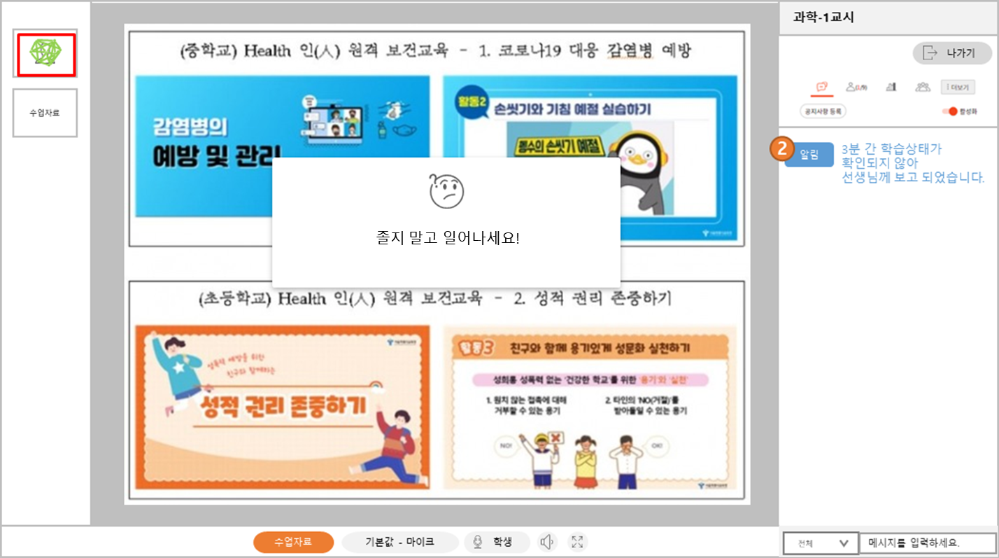 과학-1교시
나가기
더보기
공지사항 등록
활성화
수업자료
(중학교) Health 인(人) 원격 보건교육 - 1. 코로나19 대응 감염병 예방
감염병의
예방 및 관리
활동2
손씻기와 기침 예절 실습하기
펭수의 손씻기 예절
졸지 말고 일어나세요!
2
알림
3분 간 학습상태가
확인되지 않아
선생님께 보고 되었습니다.
(초등학교) Health 인(人) 원격 보건교육 - 2. 성적 권리 존중하기
성폭력 예방을 위한
친구와 함께하는
성적 권리 존중하기
활동3
친구와 함께 용기있게 성문화 실천하기
성희롱 성폭력 없는 '건강한 학교'를 위한 '용기'와 '실천'
1. 원치 않는 접촉에 대해
거부할 수 있는 용기
2. 타인의 'NO(거절)'를
받아들일 수 있는 용기
NO!
OK!
수업자료
기본값 - 마이크
학생
전체
메시지를 입력하세요.